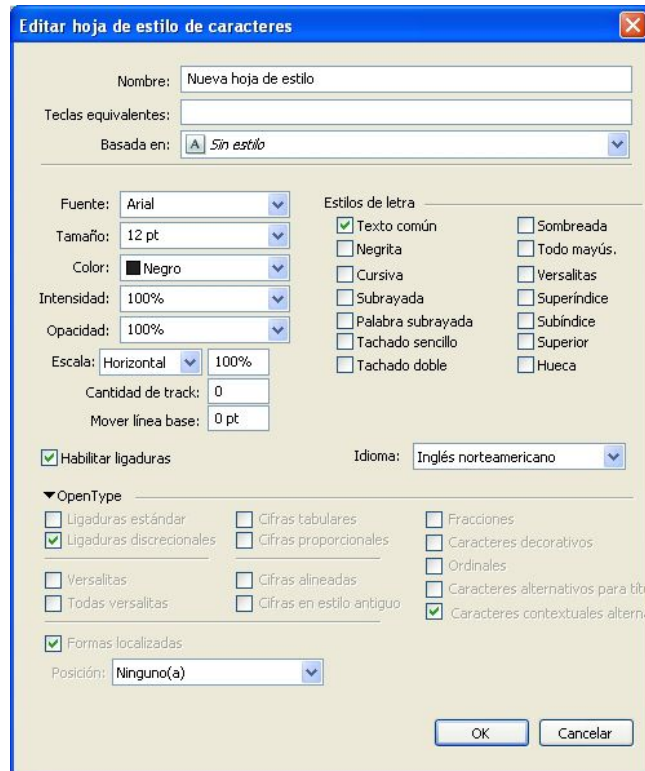 Editar hoja de estilo de caracteres
Nombre: Nueva hoja de estilo
Teclas equivalentes:
Basada en: A Sin estilo
Fuente: Arial
Tamaño: 12 pt
Color: Negro
Intensidad: 100%
Opacidad: 100%
Escala: Horizontal 100%
Cantidad de track: 0
Mover línea base: 0 pt
Estilos de letra
Texto común
Negrita
Cursiva
Subrayada
Palabra subrayada
Tachado sencillo
Tachado doble
Sombreada
Todo mayús.
Versalitas
Superíndice
Subíndice
Superior
Hueca
Habilitar ligaduras
Idioma: Inglés norteamericano
OpenType
Ligaduras estándar
Ligaduras discrecionales
Versalitas
Todas versalitas
Cifras tabulares
Cifras proporcionales
Cifras alineadas
Cifras en estilo antiguo
Fracciones
Caracteres decorativos
Ordinales
Caracteres alternativos para tít
Caracteres contextuales altern
Formas localizadas
Posición: Ninguno(a)
OK Cancelar